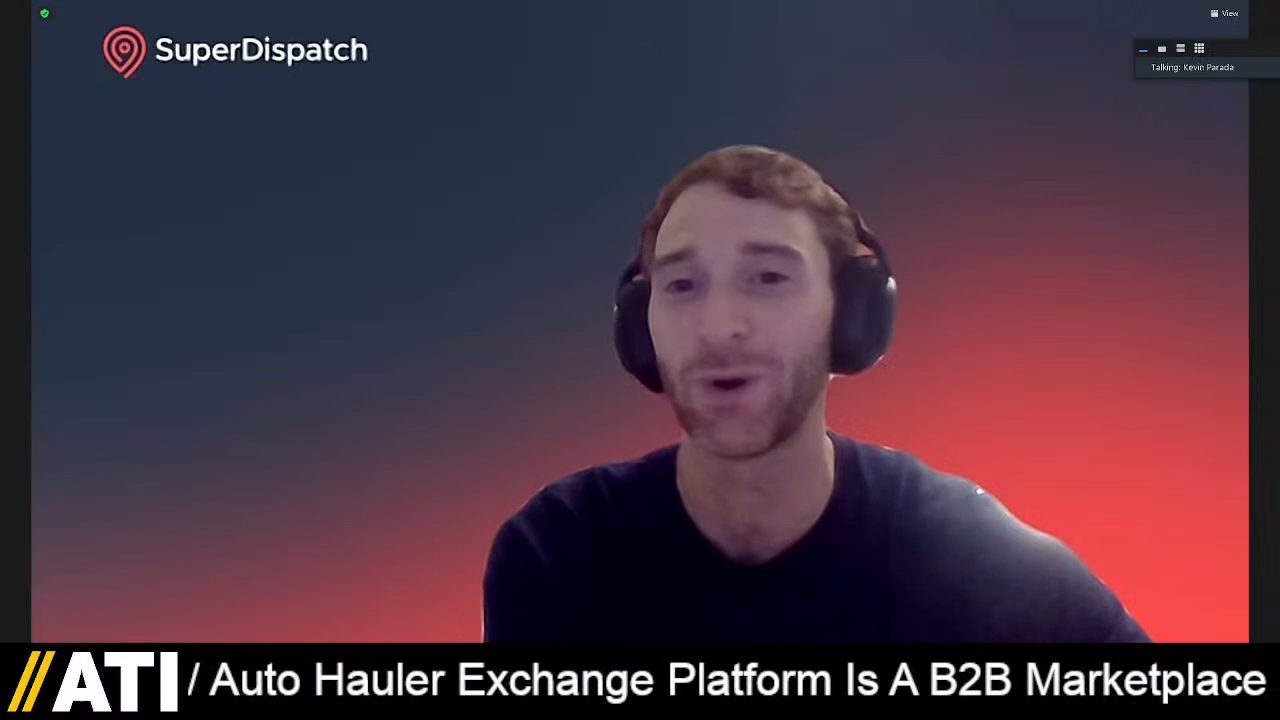 SuperDispatch
View
Talking: Kevin Parada
//ATI / Auto Hauler Exchange Platform Is A B2B Marketplace